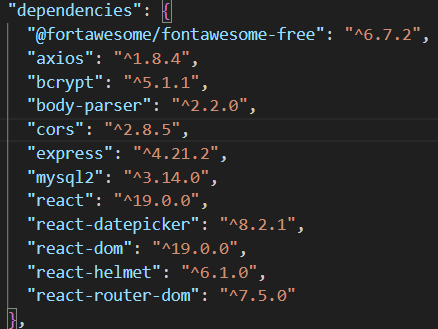 "dependencies": {
"@fortawesome/fontawesome-free": "^6.7.2",
"axios": "^1.8.4",
"bcrypt": "^5.1.1",
"body-parser": "^2.2.0",
"cors": "^2.8.5",
"express": "^4.21.2",
"mysql2": "^3.14.0",
"react": "^19.0.0",
"react-datepicker": "^8.2.1",
"react-dom": "^19.0.0",
"react-helmet": "^6.1.0",
"react-router-dom": "^7.5.0"
},